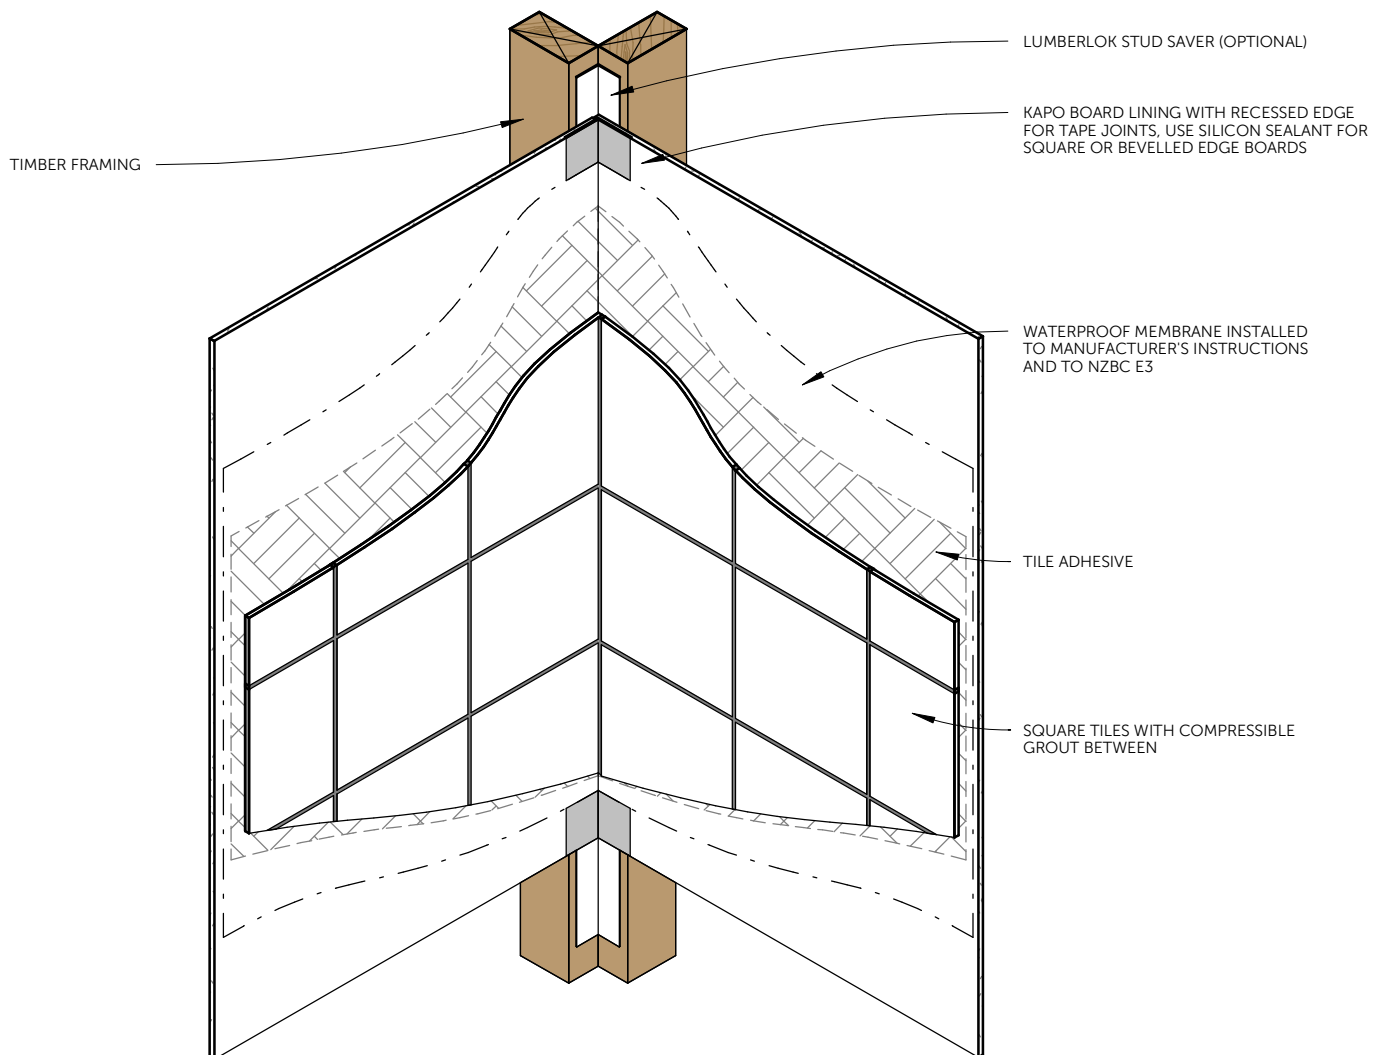 LUMBERLOK STUD SAVER (OPTIONAL)
KAPO BOARD LINING WITH RECESSED EDGE
FOR TAPE JOINTS, USE SILICON SEALANT FOR
SQUARE OR BEVELLED EDGE BOARDS
TIMBER FRAMING
WATERPROOF MEMBRANE INSTALLED
TO MANUFACTURER'S INSTRUCTIONS
AND TO NZBC E3
TILE ADHESIVE
SQUARE TILES WITH COMPRESSIBLE
GROUT BETWEEN